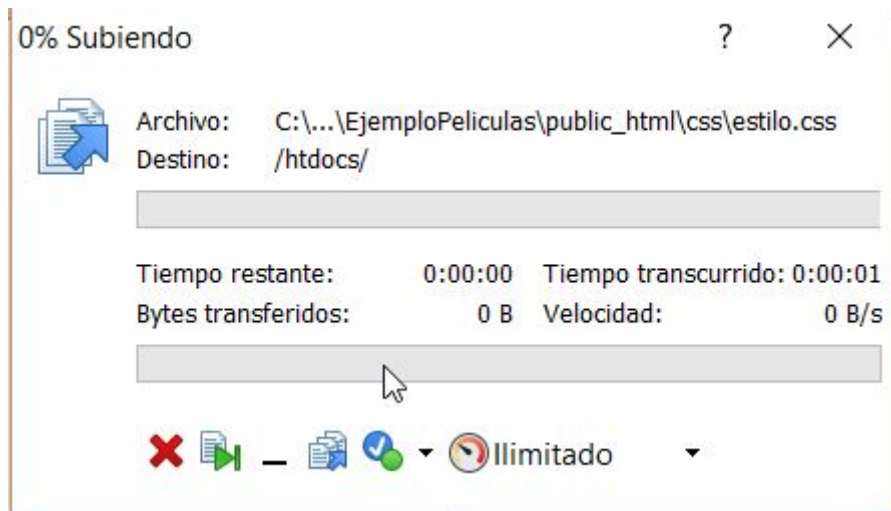 0% Subiendo ?
Archivo: C:\...\EjemploPeliculas\public_html\css\estilo.css
Destino: /htdocs/
Tiempo restante: 0:00:00 Tiempo transcurrido: 0:00:01
Bytes transferidos: 0 B Velocidad: 0 B/s
Ilimitado